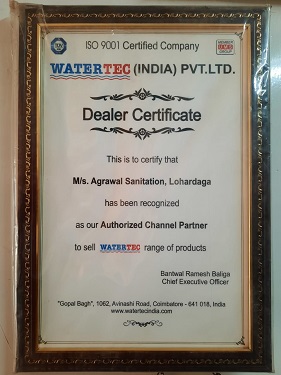 ISO 9001 Certified Company
WATERTEC (INDIA) PVT.LTD.
Dealer Certificate
This is to certify that
M/s. Agrawal Sanitation, Lohardaga
has been recognized
as our Authorized Channel Partner
to sell WATERTEC range of products
Bantwal Ramesh Baliga
Chief Executive Officer
"Gopal Bagh", 1062, Avinashi Road, Coimbatore - 641 018, India
www.watertecindia.com